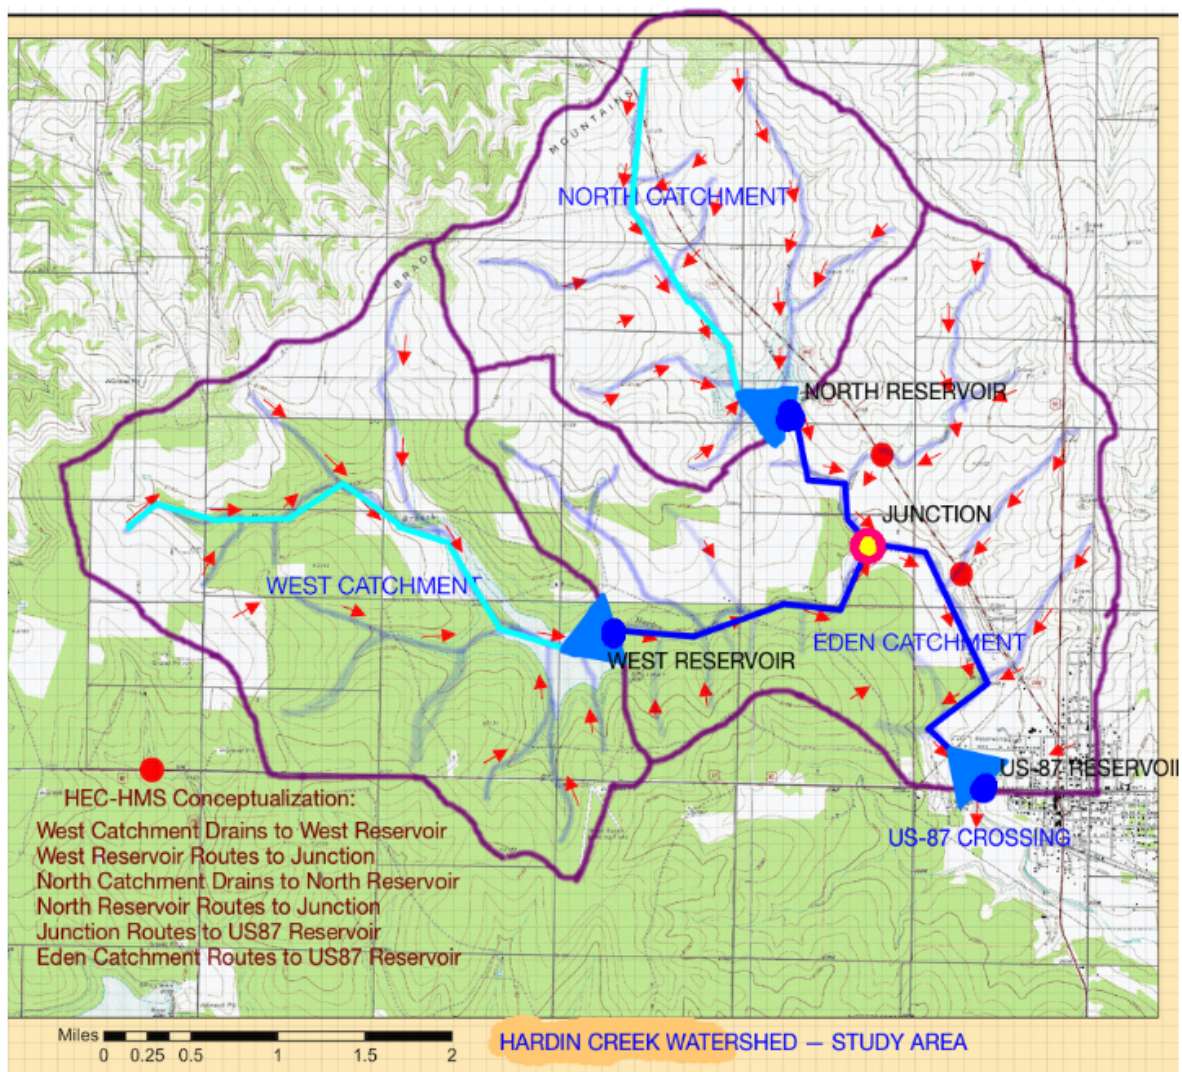 MOUNTAINS
NORTH CATCHMENT
BRAD
NORTH RESERVOIR
JUNCTION
WEST CATCHMENT
EDEN CATCHMENT
WEST RESERVOIR
US-87 RESERVOI
HEC-HMS Conceptualization:
US-87 CROSSING
West Catchment Drains to West Reservoir
West Reservoir Routes to Junction
North Catchment Drains to North Reservoir
North Reservoir Routes to Junction
Junction Routes to US87 Reservoir
Eden Catchment Routes to US87 Reservoir
Miles
0 0.25 0.5 1 1.5 2
HARDIN CREEK WATERSHED — STUDY AREA